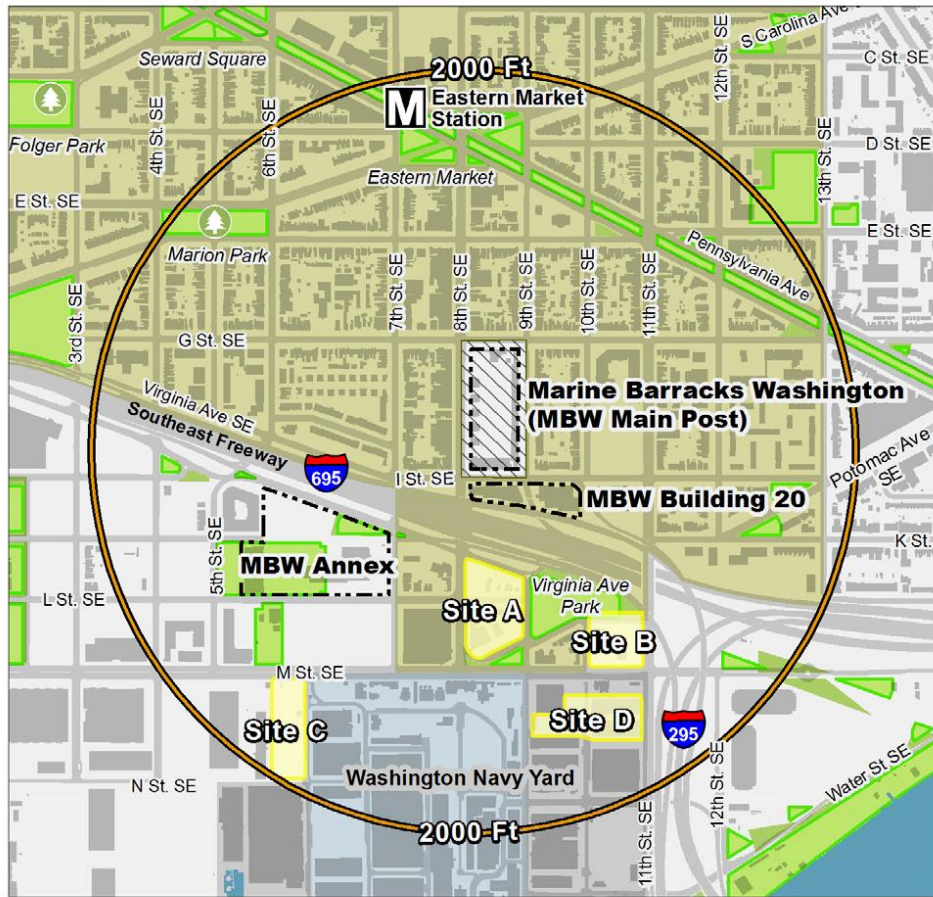 S Carolina Ave
12th St. SE
C St. SE
2000 Ft
Seward Square
M
Eastern Market
Station
4th St. SE
6th St. SE
Folger Park
D St. SE
13th St. SE
Eastern Market
E St. SE
Marion Park
E St. SE
Pennsylvania Ave
7th St. SE
8th St. SE
9th St. SE
10th St. SE
11th St. SE
3rd St. SE
G St. SE
Virginia Ave SE
Southeast Freeway
Marine Barracks Washington
(MBW Main Post)
695
I St. SE
Potomac Ave
SE
MBW Building 20
5th St. SE
K St.
MBW Annex
Virginia Ave
Park
L St. SE
Site A
Site B
M St. SE
Site C
Site D
295
Washington Navy Yard
N St. SE
Water St SE
2000 Ft
11th St. SE
12th St. SE